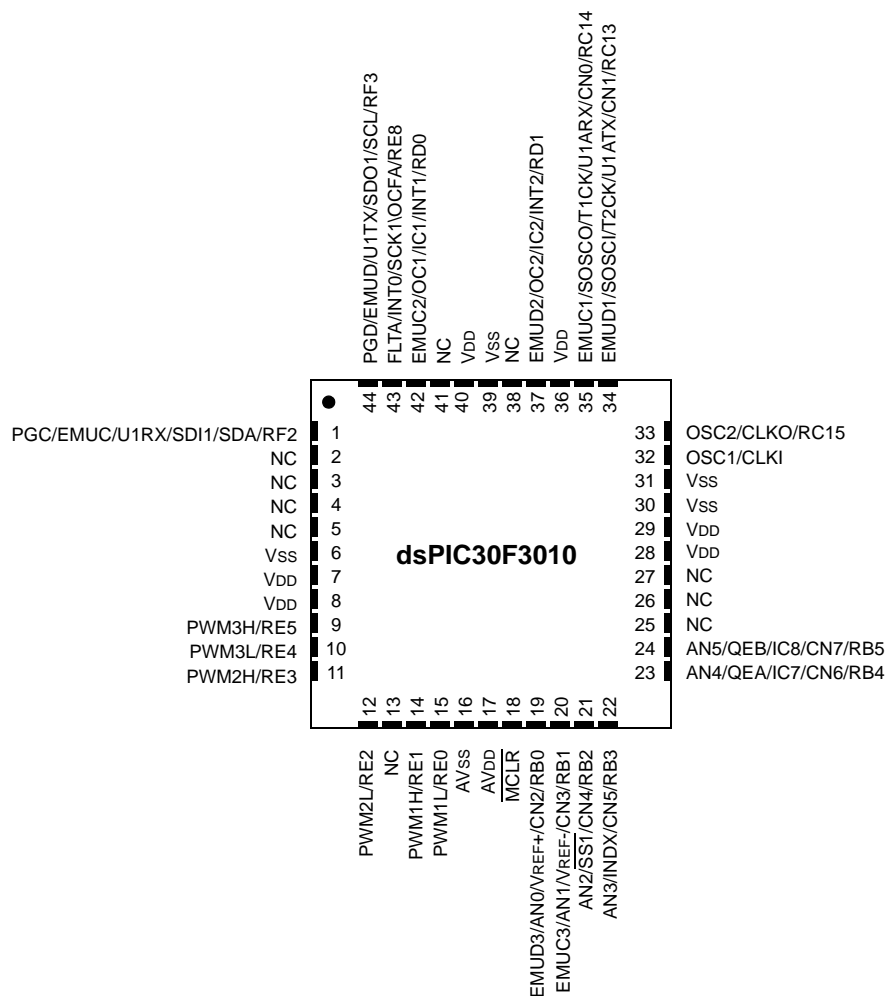 PGD/EMUD/U1TX/SDO1/SCL/RF3
FLTA/INT0/SCK1\OCFA/RE8
EMUC2/OC1/IC1/INT1/RD0
NC
VDD
VSS
NC
EMUD2/OC2/IC2/INT2/RD1
VDD
EMUC1/SOSCO/T1CK/U1ARX/CN0/RC14
EMUD1/SOSCI/T2CK/U1ATX/CN1/RC13
44 43 42 41 40 39 38 37 36 35 34
PGC/EMUC/U1RX/SDI1/SDA/RF2 1
NC 2
NC 3
NC 4
NC 5
VSS 6
VDD 7
VDD 8
PWM3H/RE5 9
PWM3L/RE4 10
PWM2H/RE3 11
dsPIC30F3010
33 OSC2/CLKO/RC15
32 OSC1/CLKI
31 VSS
30 VSS
29 VDD
28 VDD
27 NC
26 NC
25 NC
24 AN5/QEB/IC8/CN7/RB5
23 AN4/QEA/IC7/CN6/RB4
12 13 14 15 16 17 18 19 20 21 22
PWM2L/RE2
NC
PWM1H/RE1
PWM1L/RE0
AVSS
AVDD
MCLR
EMUD3/AN0/VREF+/CN2/RB0
EMUC3/AN1/VREF-/CN3/RB1
AN2/SS1/CN4/RB2
AN3/INDX/CN5/RB3